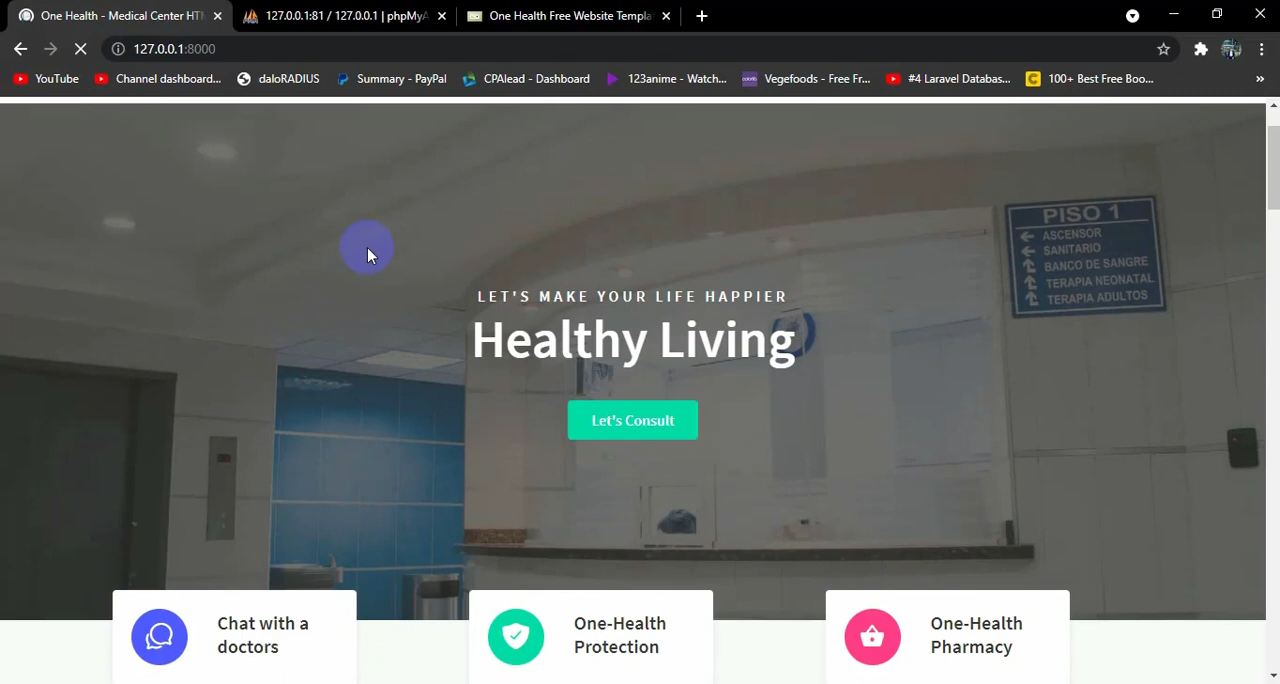 One Health - Medical Center HTM
127.0.0.1:81 / 127.0.0.1 | phpMyA
One Health Free Website Templa
127.0.0.1:8000
YouTube
Channel dashboard...
daloRADIUS
Summary - PayPal
CPAlead - Dashboard
123anime - Watch...
Vegefoods - Free Fr...
#4 Laravel Databas...
100+ Best Free Boo...
»
PISO 1
← ASCENSOR
← SANITARIO
BANCO DE SANGRE
TERAPIA NEONATAL
TERAPIA ADULTOS
LET'S MAKE YOUR LIFE HAPPIER
Healthy Living
Let's Consult
Chat with a
doctors
One-Health
Protection
One-Health
Pharmacy